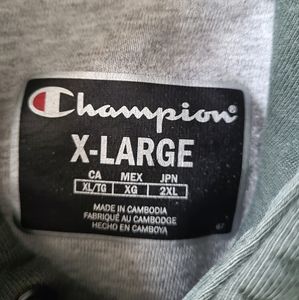 Champion
X-LARGE
CA MEX JPN
XL/TG XG 2XL
MADE IN CAMBODIA
FABRIQUÉ AU CAMBODGE
HECHO EN CAMBOYA